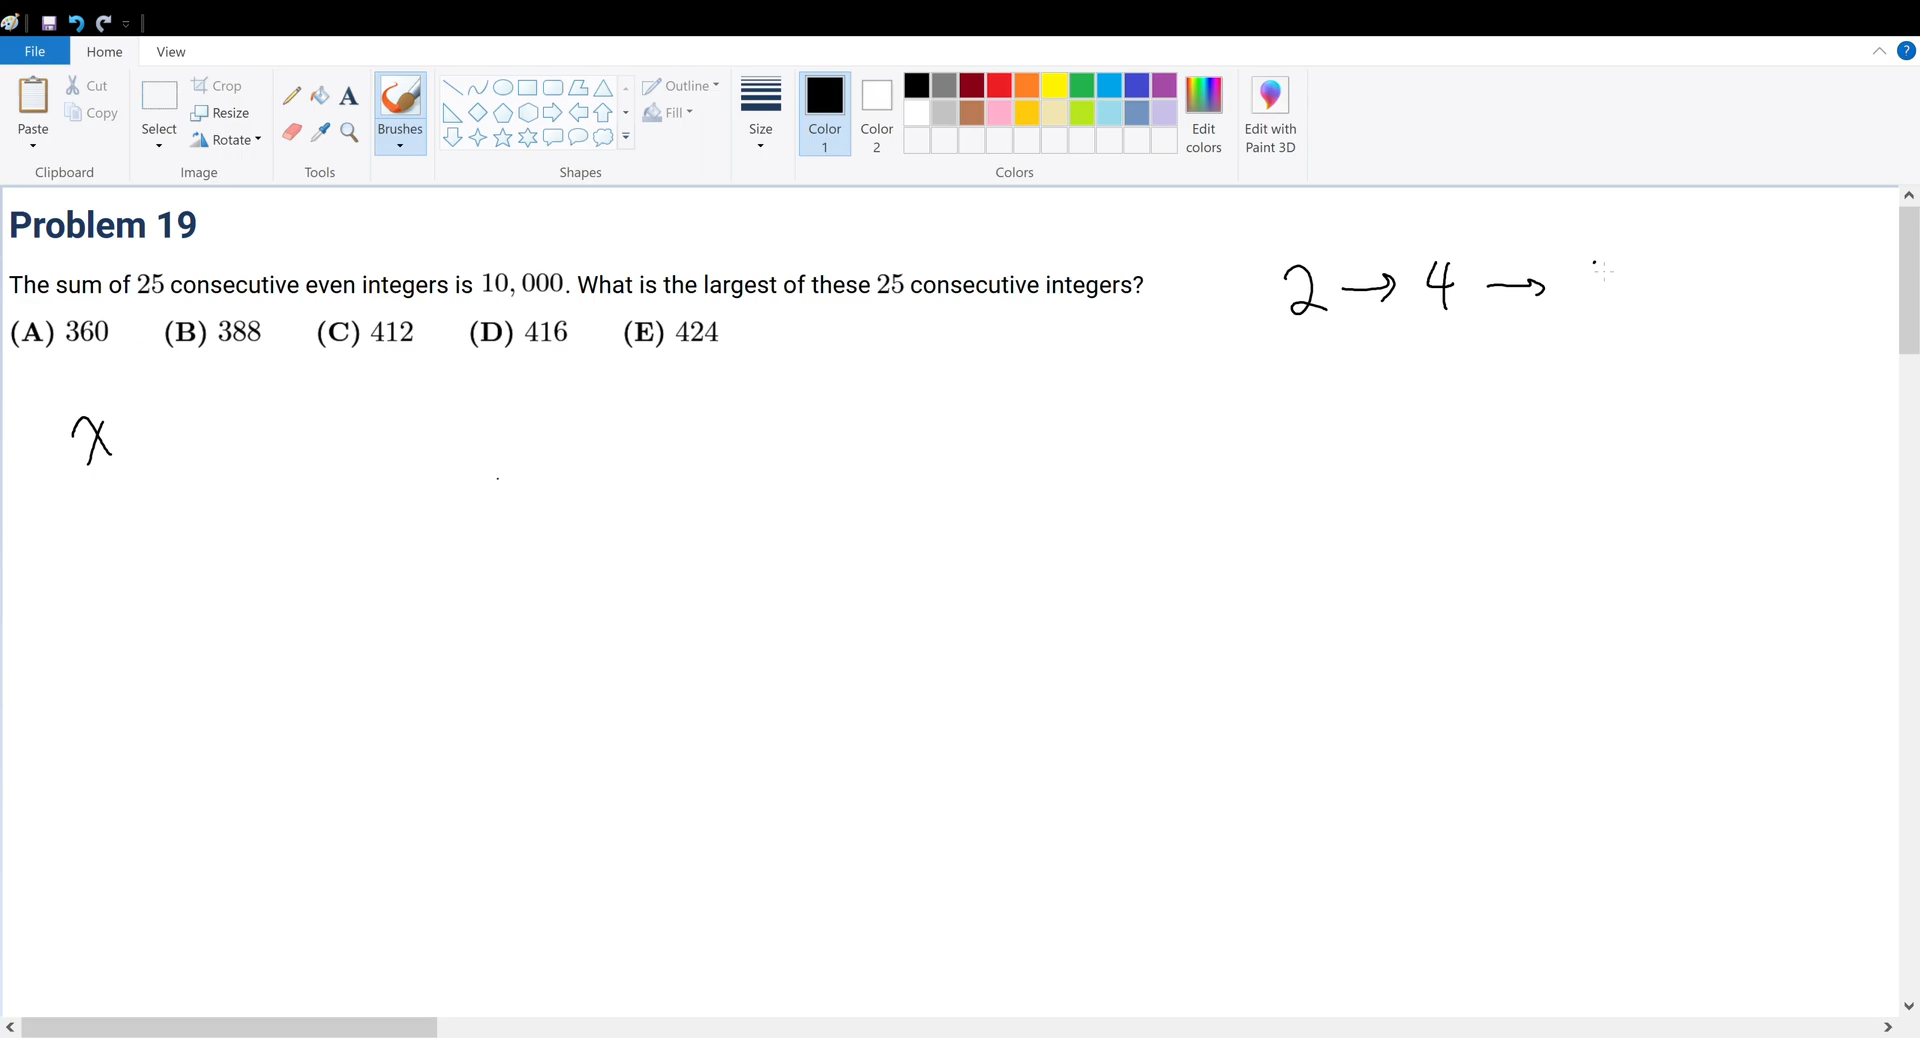 File Home View ?
Paste Cut Copy Clipboard
Select Crop Resize Rotate Image
A Tools
Brushes
Outline Fill Shapes
Size
Color 1 Color 2 Edit colors Colors
Edit with Paint 3D
Problem 19
The sum of 25 consecutive even integers is 10, 000. What is the largest of these 25 consecutive integers?
(A) 360 (B) 388 (C) 412 (D) 416 (E) 424
2 → 4 →
x